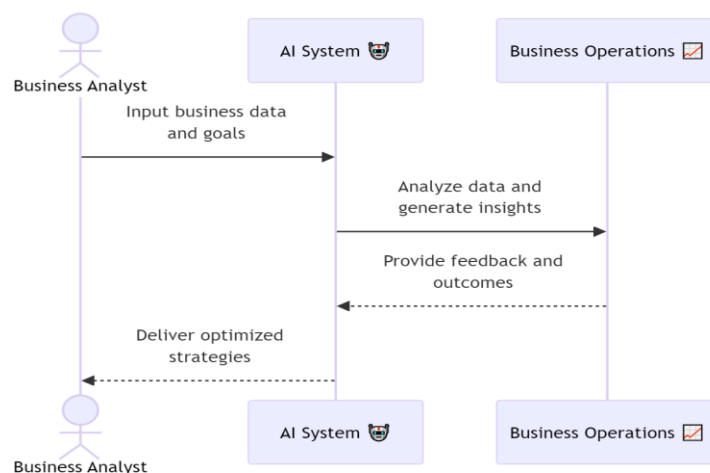 AI System 🤖
Business Operations 📈
Business Analyst
Input business data
and goals
Analyze data and
generate insights
Provide feedback and
outcomes
Deliver optimized
strategies
AI System 🤖
Business Operations 📈
Business Analyst